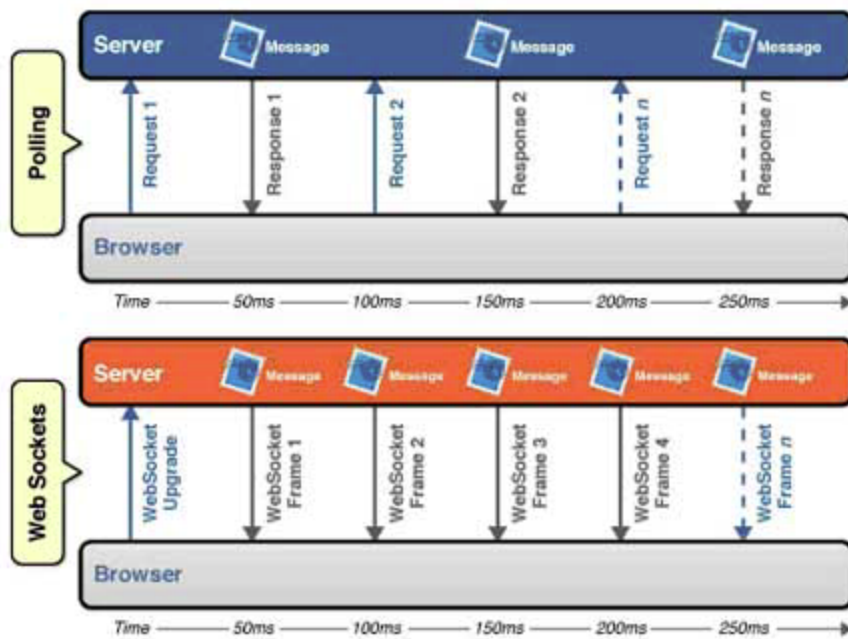 Polling
Server
Message
Message
Message
Request 1
Response 1
Request 2
Response 2
Request n
Response n
Browser
Time
50ms
100ms
150ms
200ms
250ms
Web Sockets
Server
Message
Message
Message
Message
Message
WebSocket
Upgrade
WebSocket
Frame 1
WebSocket
Frame 2
WebSocket
Frame 3
WebSocket
Frame 4
WebSocket
Frame n
Browser
Time
50ms
100ms
150ms
200ms
250ms